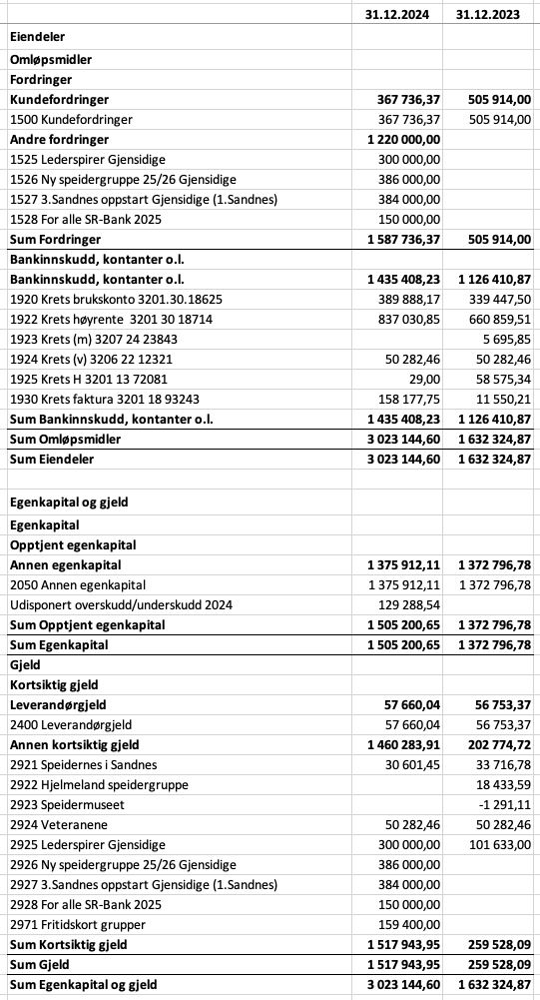 31.12.2024 31.12.2023
Eiendeler
Omløpsmidler
Fordringer
Kundefordringer 367 736,37 505 914,00
1500 Kundefordringer 367 736,37 505 914,00
Andre fordringer 1 220 000,00
1525 Lederspirer Gjensidige 300 000,00
1526 Ny speidergruppe 25/26 Gjensidige 386 000,00
1527 3.Sandnes oppstart Gjensidige (1.Sandnes) 384 000,00
1528 For alle SR-Bank 2025 150 000,00
Sum Fordringer 1 587 736,37 505 914,00
Bankinnskudd, kontanter o.l.
Bankinnskudd, kontanter o.l. 1 435 408,23 1 126 410,87
1920 Krets brukskonto 3201.30.18625 389 888,17 339 447,50
1922 Krets høyrente 3201 30 18714 837 030,85 660 859,51
1923 Krets (m) 3207 24 23843 5 695,85
1924 Krets (v) 3206 22 12321 50 282,46 50 282,46
1925 Krets H 3201 13 72081 29,00 58 575,34
1930 Krets faktura 3201 18 93243 158 177,75 11 550,21
Sum Bankinnskudd, kontanter o.l. 1 435 408,23 1 126 410,87
Sum Omløpsmidler 3 023 144,60 1 632 324,87
Sum Eiendeler 3 023 144,60 1 632 324,87
Egenkapital og gjeld
Egenkapital
Opptjent egenkapital
Annen egenkapital 1 375 912,11 1 372 796,78
2050 Annen egenkapital 1 375 912,11 1 372 796,78
Udisponert overskudd/underskudd 2024 129 288,54
Sum Opptjent egenkapital 1 505 200,65 1 372 796,78
Sum Egenkapital 1 505 200,65 1 372 796,78
Gjeld
Kortsiktig gjeld
Leverandørgjeld 57 660,04 56 753,37
2400 Leverandørgjeld 57 660,04 56 753,37
Annen kortsiktig gjeld 1 460 283,91 202 774,72
2921 Speidernes i Sandnes 30 601,45 33 716,78
2922 Hjelmeland speidergruppe 18 433,59
2923 Speidermuseet -1 291,11
2924 Veteranene 50 282,46 50 282,46
2925 Lederspirer Gjensidige 300 000,00 101 633,00
2926 Ny speidergruppe 25/26 Gjensidige 386 000,00
2927 3.Sandnes oppstart Gjensidige (1.Sandnes) 384 000,00
2928 For alle SR-Bank 2025 150 000,00
2971 Fritidskort grupper 159 400,00
Sum Kortsiktig gjeld 1 517 943,95 259 528,09
Sum Gjeld 1 517 943,95 259 528,09
Sum Egenkapital og gjeld 3 023 144,60 1 632 324,87